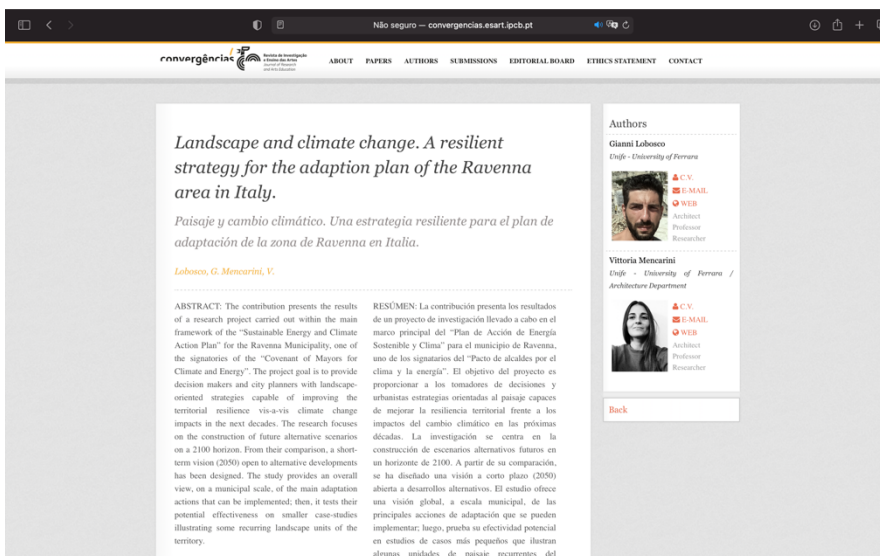 Não seguro — convergencias.esart.ipcb.pt
convergências
Revista de Investigação
e Ensino das Artes
Journal of Research
and Arts Education
ABOUT PAPERS AUTHORS SUBMISSIONS EDITORIAL BOARD ETHICS STATEMENT CONTACT
Landscape and climate change. A resilient
strategy for the adaption plan of the Ravenna
area in Italy.
Paisaje y cambio climático. Una estrategia resiliente para el plan de
adaptación de la zona de Ravenna en Italia.
Lobosco, G. Mencarini, V.
ABSTRACT: The contribution presents the results
of a research project carried out within the main
framework of the “Sustainable Energy and Climate
Action Plan” for the Ravenna Municipality, one of
the signatories of the “Covenant of Mayors for
Climate and Energy”. The project goal is to provide
decision makers and city planners with landscape-
oriented strategies capable of improving the
territorial resilience vis-a-vis climate change
impacts in the next decades. The research focuses
on the construction of future alternative scenarios
on a 2100 horizon. From their comparison, a short-
term vision (2050) open to alternative developments
has been designed. The study provides an overall
view, on a municipal scale, of the main adaptation
actions that can be implemented; then, it tests their
potential effectiveness on smaller case-studies
illustrating some recurring landscape units of the
territory.
RESÚMEN: La contribución presenta los resultados
de un proyecto de investigación llevado a cabo en el
marco principal del “Plan de Acción de Energía
Sostenible y Clima” para el municipio de Ravenna,
uno de los signatarios del “Pacto de alcaldes por el
clima y la energía”. El objetivo del proyecto es
proporcionar a los tomadores de decisiones y
urbanistas estrategias orientadas al paisaje capaces
de mejorar la resiliencia territorial frente a los
impactos del cambio climático en las próximas
décadas. La investigación se centra en la
construcción de escenarios alternativos futuros en
un horizonte de 2100. A partir de su comparación,
se ha diseñado una visión a corto plazo (2050)
abierta a desarrollos alternativos. El estudio ofrece
una visión global, a escala municipal, de las
principales acciones de adaptación que se pueden
implementar; luego, prueba su efectividad potencial
en estudios de casos más pequeños que ilustran
algunas unidades de paisaje recurrentes del
Authors
Gianni Lobosco
Unife - University of Ferrara
C.V.
E-MAIL
WEB
Architect
Professor
Researcher
Vittoria Mencarini
Unife - University of Ferrara /
Architecture Department
C.V.
E-MAIL
WEB
Architect
Professor
Researcher
Back